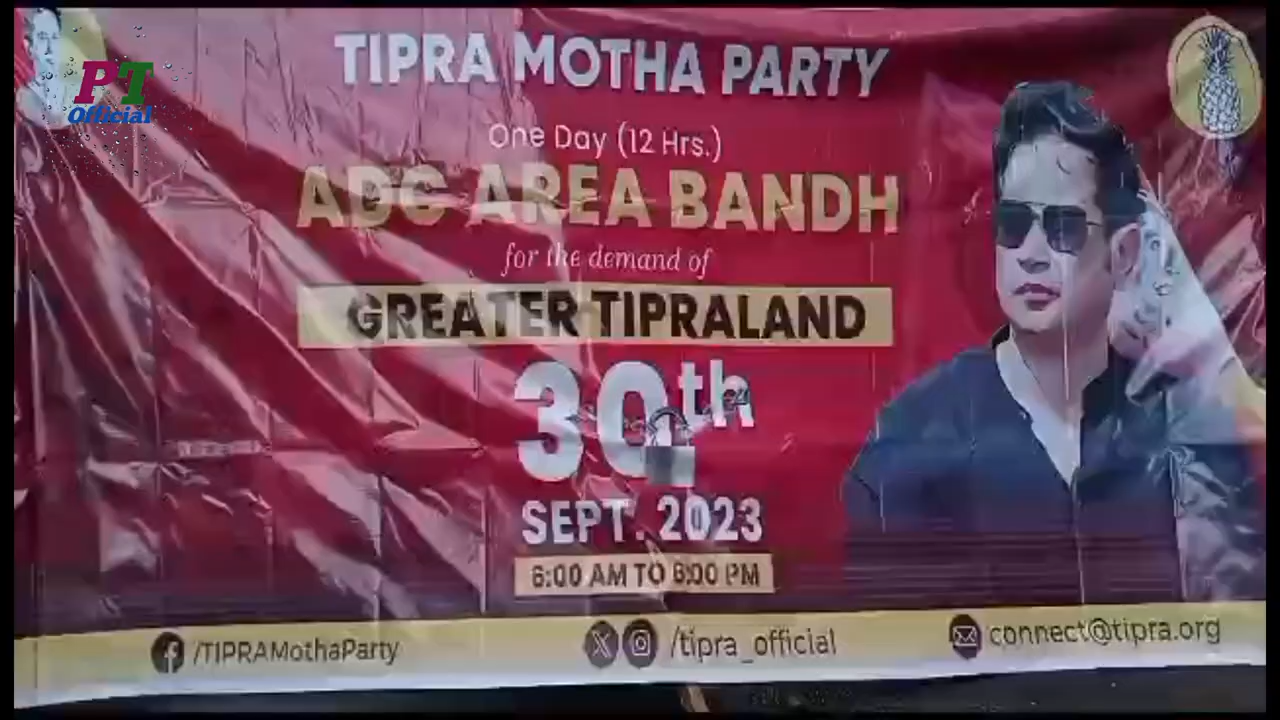 PT
Official
TIPRA MOTHA PARTY
One Day (12 Hrs.)
ADC AREA BANDH
for the demand of
GREATER TIPRALAND
30th
SEPT. 2023
6:00 AM TO 6:00 PM
/TIPRAMothaParty
/tipra_official
connect@tipra.org